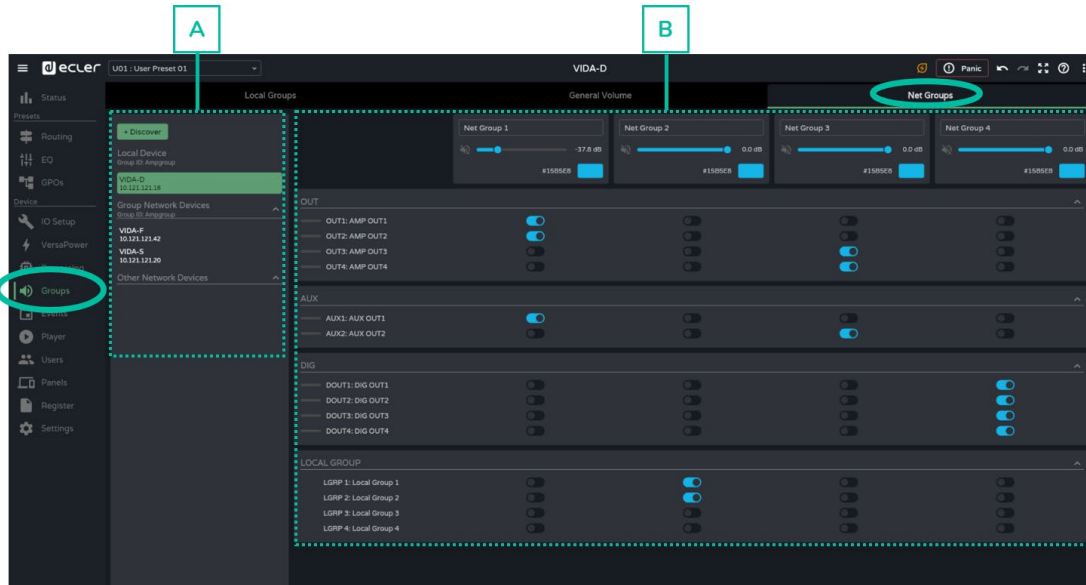 A B
ecler U01 : User Preset 01 VIDA-D Panic
Status
Presets
Routing
EQ
GPOs
Device
IO Setup
VersaPower
Groups
Events
Player
Users
Panels
Register
Settings
Local Groups General Volume Net Groups
+ Discover
Local Device
Group ID: Ampgroup
VIDA-D
10.121.121.18
Group Network Devices
Group ID: Ampgroup
VIDA-F
10.121.121.42
VIDA-S
10.121.121.20
Other Network Devices
Net Group 1 Net Group 2 Net Group 3 Net Group 4
-37.8 dB 0.0 dB 0.0 dB 0.0 dB
#15B5E8 #15B5E8 #15B5E8 #15B5E8
OUT
OUT1: AMP OUT1
OUT2: AMP OUT2
OUT3: AMP OUT3
OUT4: AMP OUT4
AUX
AUX1: AUX OUT1
AUX2: AUX OUT2
DIG
DOUT1: DIG OUT1
DOUT2: DIG OUT2
DOUT3: DIG OUT3
DOUT4: DIG OUT4
LOCAL GROUP
LGRP 1: Local Group 1
LGRP 2: Local Group 2
LGRP 3: Local Group 3
LGRP 4: Local Group 4